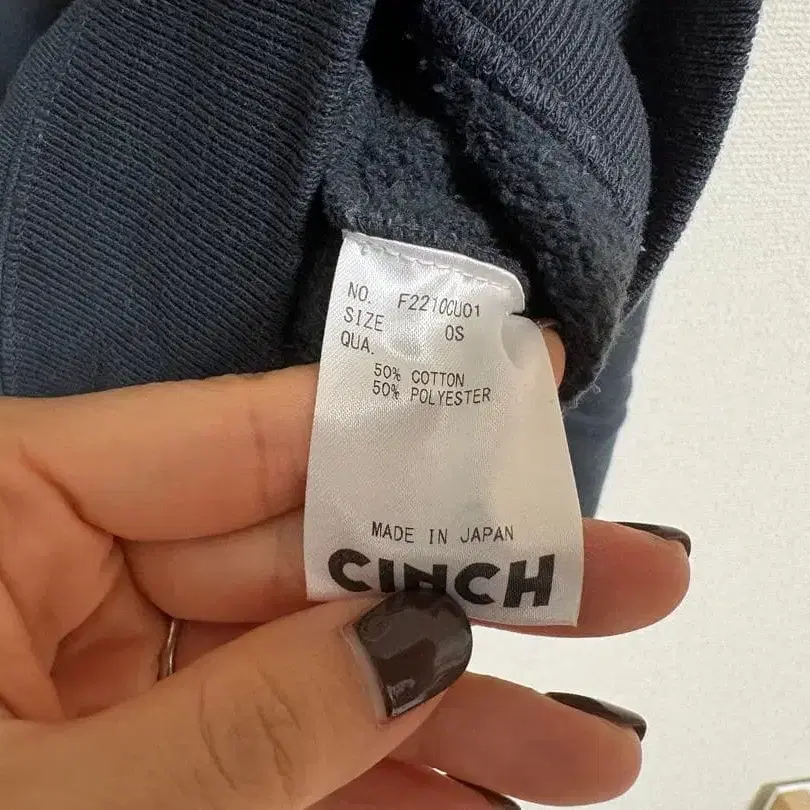 NO. F2210CU01
SIZE OS
QUA.
50% COTTON
50% POLYESTER
MADE IN JAPAN
CINCH